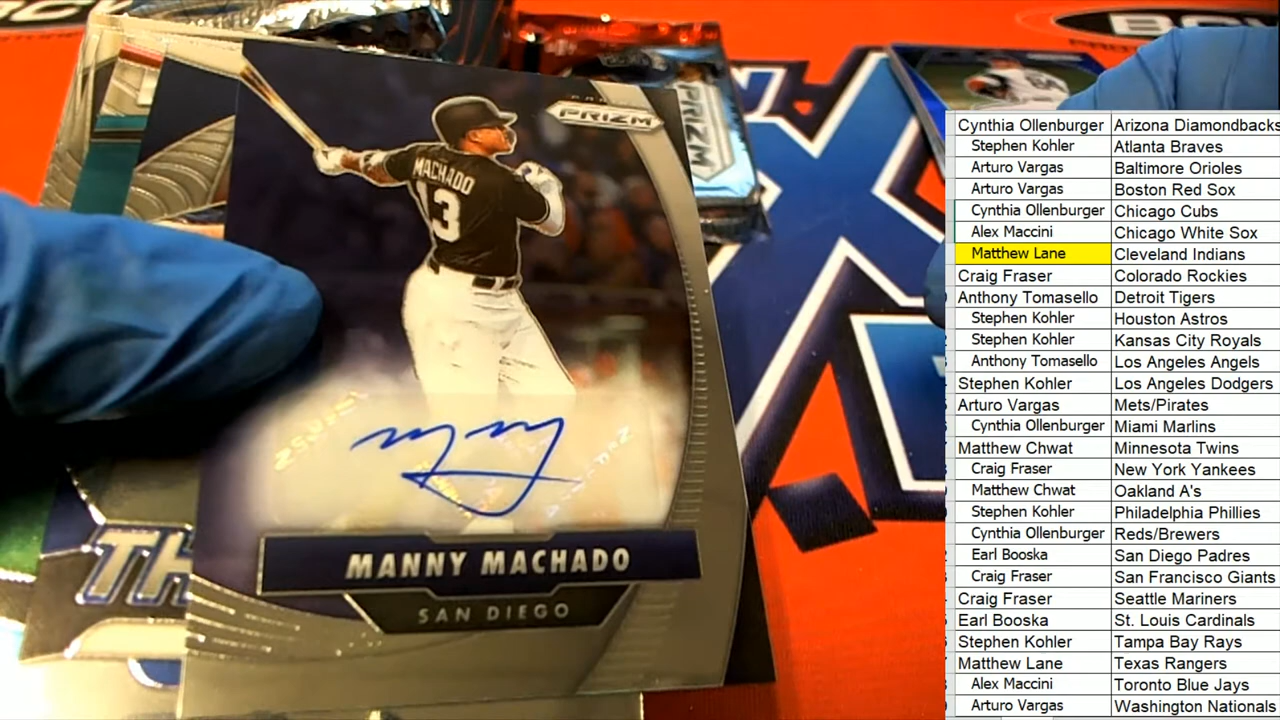 PANINI
PRIZM
MACHADO
13
MANNY MACHADO
SAN DIEGO
TH
PRIZM
Cynthia Ollenburger Arizona Diamondbacks
Stephen Kohler Atlanta Braves
Arturo Vargas Baltimore Orioles
Arturo Vargas Boston Red Sox
Cynthia Ollenburger Chicago Cubs
Alex Maccini Chicago White Sox
Matthew Lane Cleveland Indians
Craig Fraser Colorado Rockies
Anthony Tomasello Detroit Tigers
Stephen Kohler Houston Astros
Stephen Kohler Kansas City Royals
Anthony Tomasello Los Angeles Angels
Stephen Kohler Los Angeles Dodgers
Arturo Vargas Mets/Pirates
Cynthia Ollenburger Miami Marlins
Matthew Chwat Minnesota Twins
Craig Fraser New York Yankees
Matthew Chwat Oakland A's
Stephen Kohler Philadelphia Phillies
Cynthia Ollenburger Reds/Brewers
Earl Booska San Diego Padres
Craig Fraser San Francisco Giants
Craig Fraser Seattle Mariners
Earl Booska St. Louis Cardinals
Stephen Kohler Tampa Bay Rays
Matthew Lane Texas Rangers
Alex Maccini Toronto Blue Jays
Arturo Vargas Washington Nationals